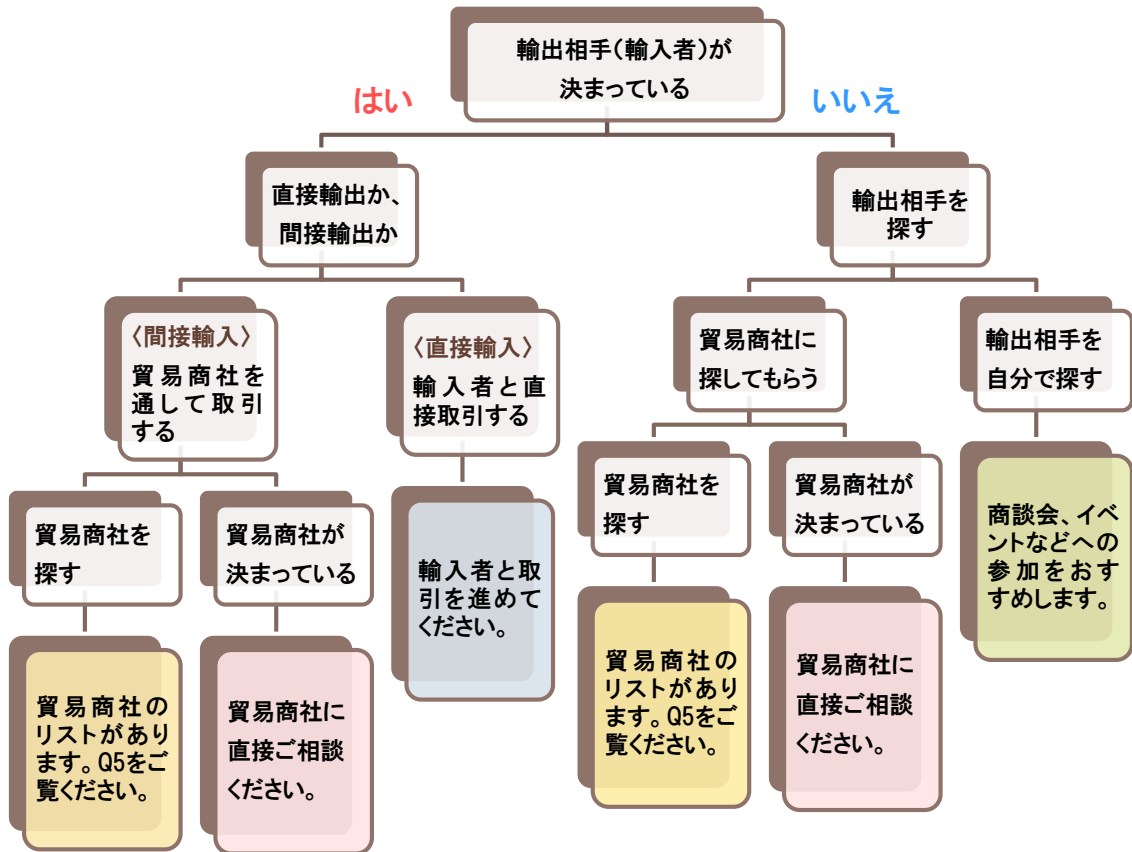 輸出相手(輸入者)が
決まっている
はい
いいえ
直接輸出か、
間接輸出か
輸出相手を
探す
〈間接輸入〉
貿易商社を
通して取引
する
〈直接輸入〉
輸入者と直
接取引する
貿易商社に
探してもらう
輸出相手を
自分で探す
貿易商社を
探す
貿易商社が
決まっている
輸入者と取
引を進めて
ください。
貿易商社を
探す
貿易商社が
決まっている
商談会、イベ
ントなどへの
参加をおす
すめします。
貿易商社の
リストがあり
ます。Q5をご
覧ください。
貿易商社に
直接ご相談
ください。
貿易商社の
リストがあり
ます。Q5をご
覧ください。
貿易商社に
直接ご相談
ください。